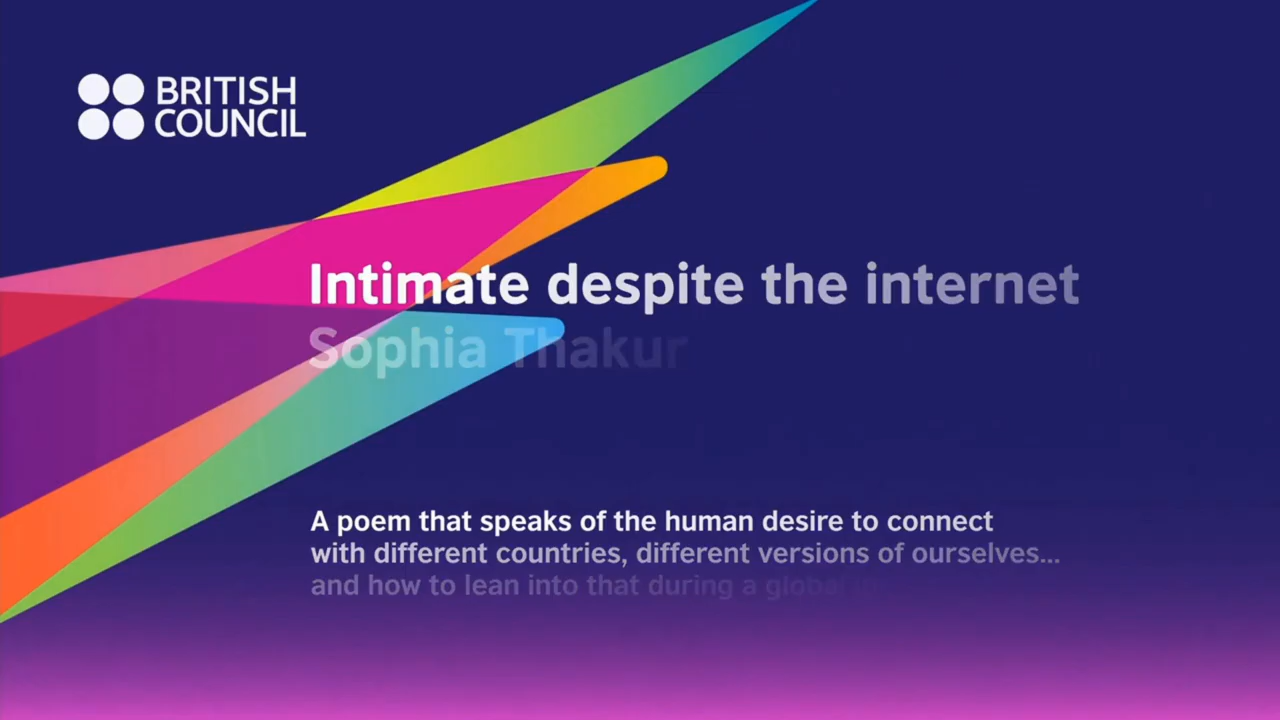 BRITISH
COUNCIL
Intimate despite the internet
Sophia Thakur
A poem that speaks of the human desire to connect
with different countries, different versions of ourselves...
and how to lean into that during a global